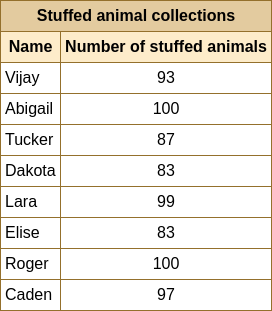 Stuffed animal collections
Name Number of stuffed animals
Vijay 93
Abigail 100
Tucker 87
Dakota 83
Lara 99
Elise 83
Roger 100
Caden 97